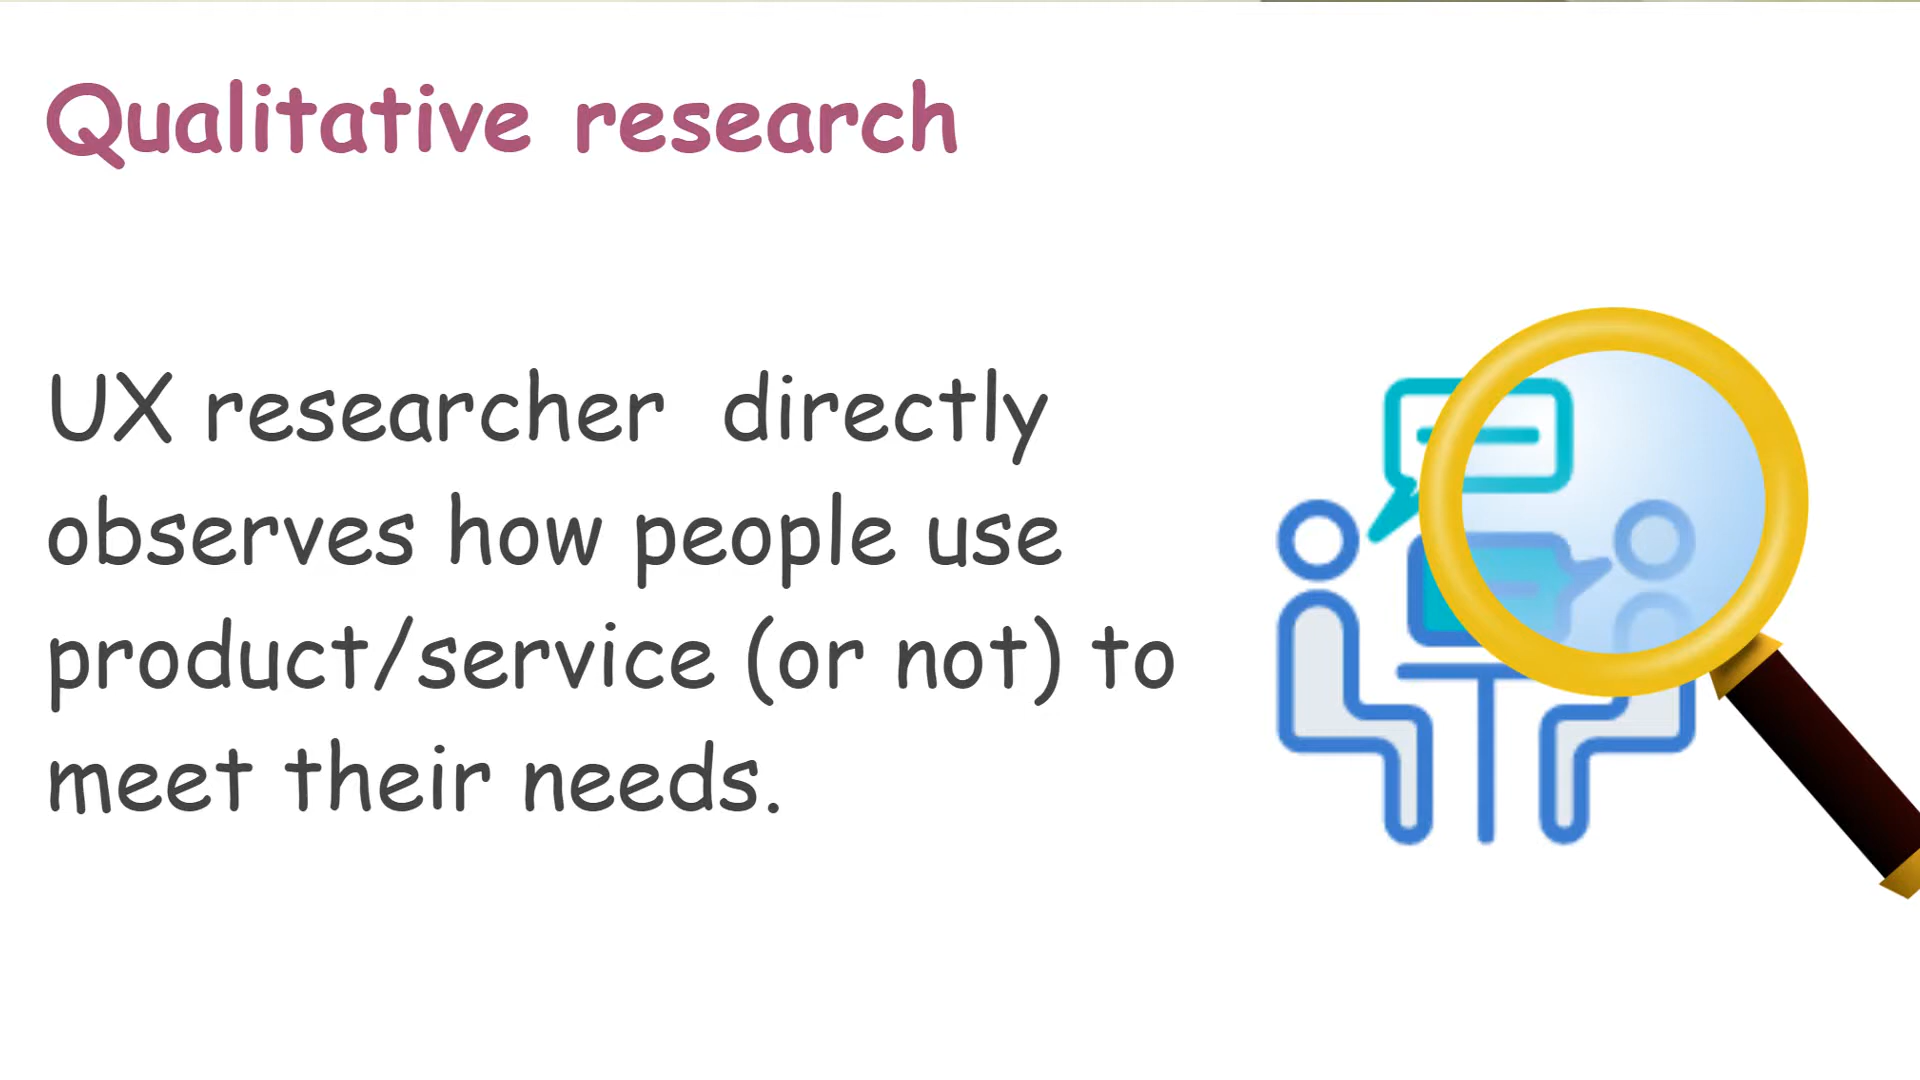 Qualitative research
UX researcher  directly
observes how people use
product/service (or not) to
meet their needs.